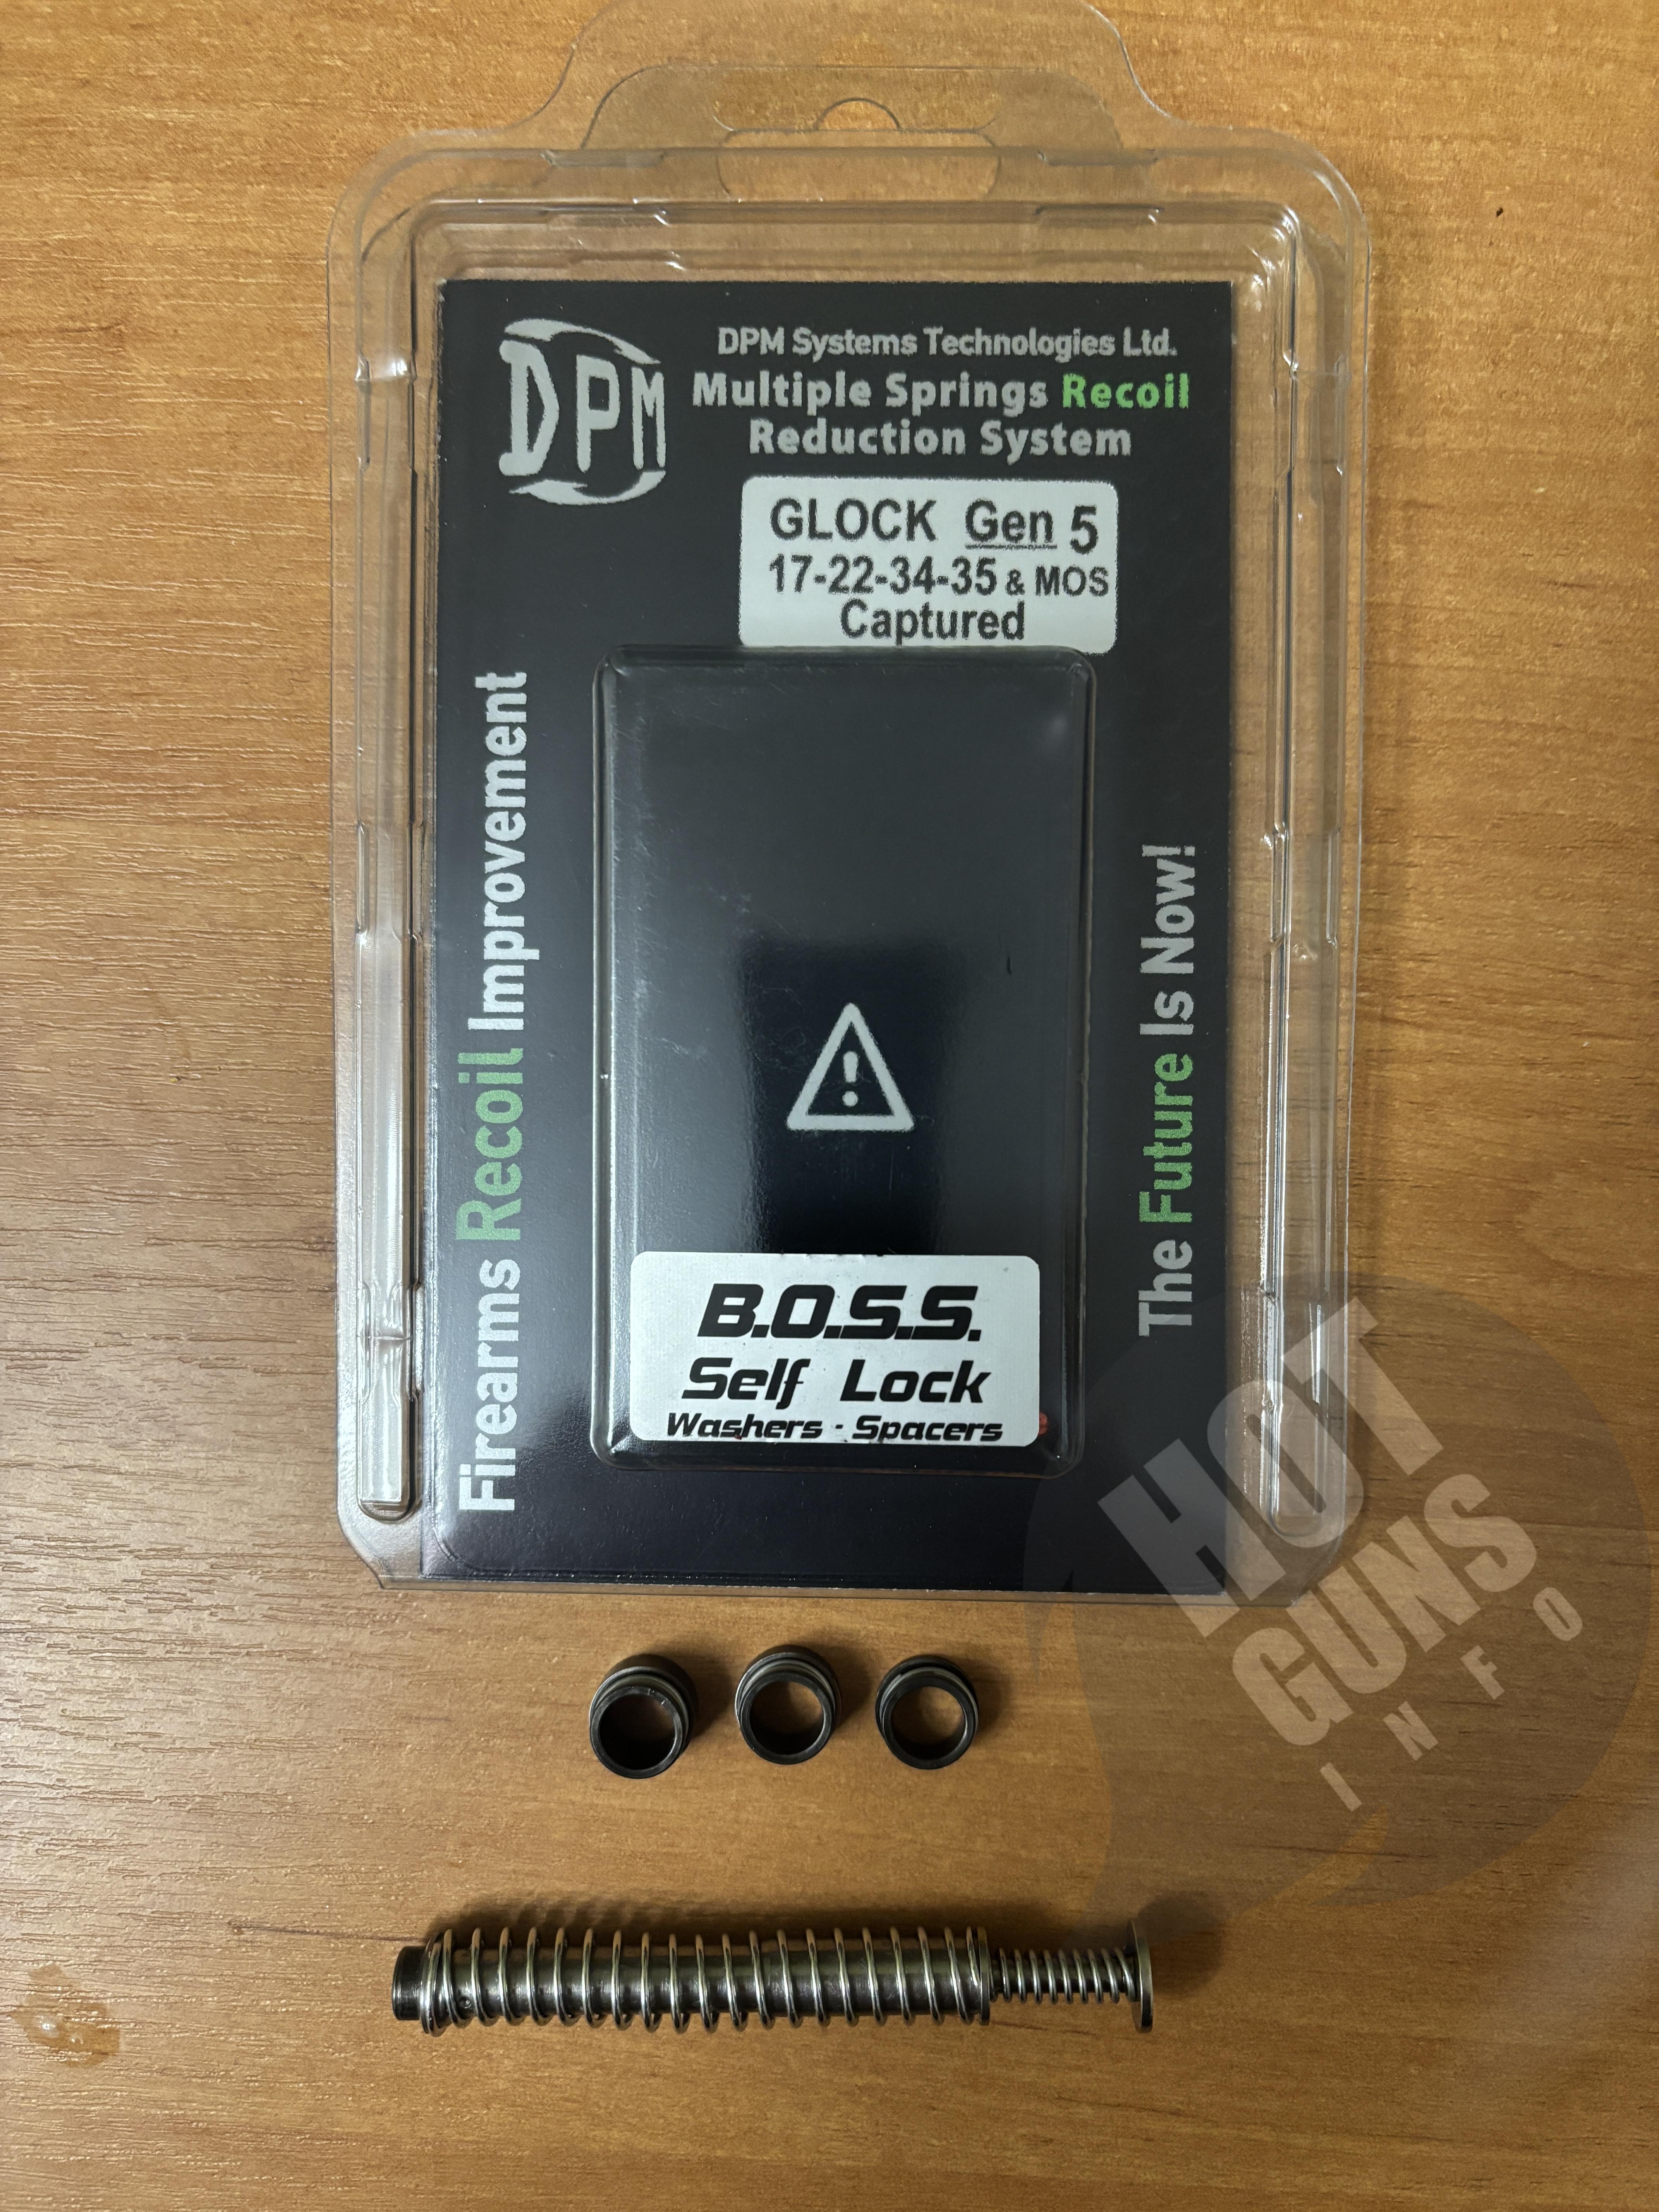 DPM
DPM Systems Technologies Ltd.
Multiple Springs Recoil
Reduction System
GLOCK Gen 5
17-22-34-35 & MOS
Captured
Firearms Recoil Improvement
The Future Is Now!
B.O.S.S.
Self Lock
Washers - Spacers
HOT
GUNS
INFO